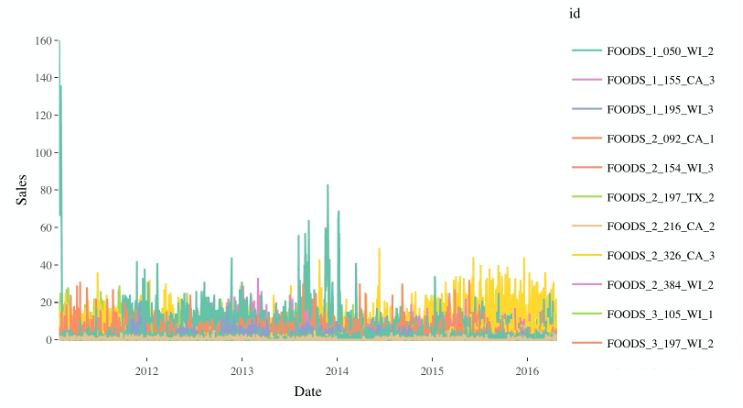 id
FOODS_1_050_WI_2
FOODS_1_155_CA_3
FOODS_1_195_WI_3
FOODS_2_092_CA_1
FOODS_2_154_WI_3
FOODS_2_197_TX_2
FOODS_2_216_CA_2
FOODS_2_326_CA_3
FOODS_2_384_WI_2
FOODS_3_105_WI_1
FOODS_3_197_WI_2
Sales
160
140
120
100
80
60
40
20
0
2012 2013 2014 2015 2016
Date